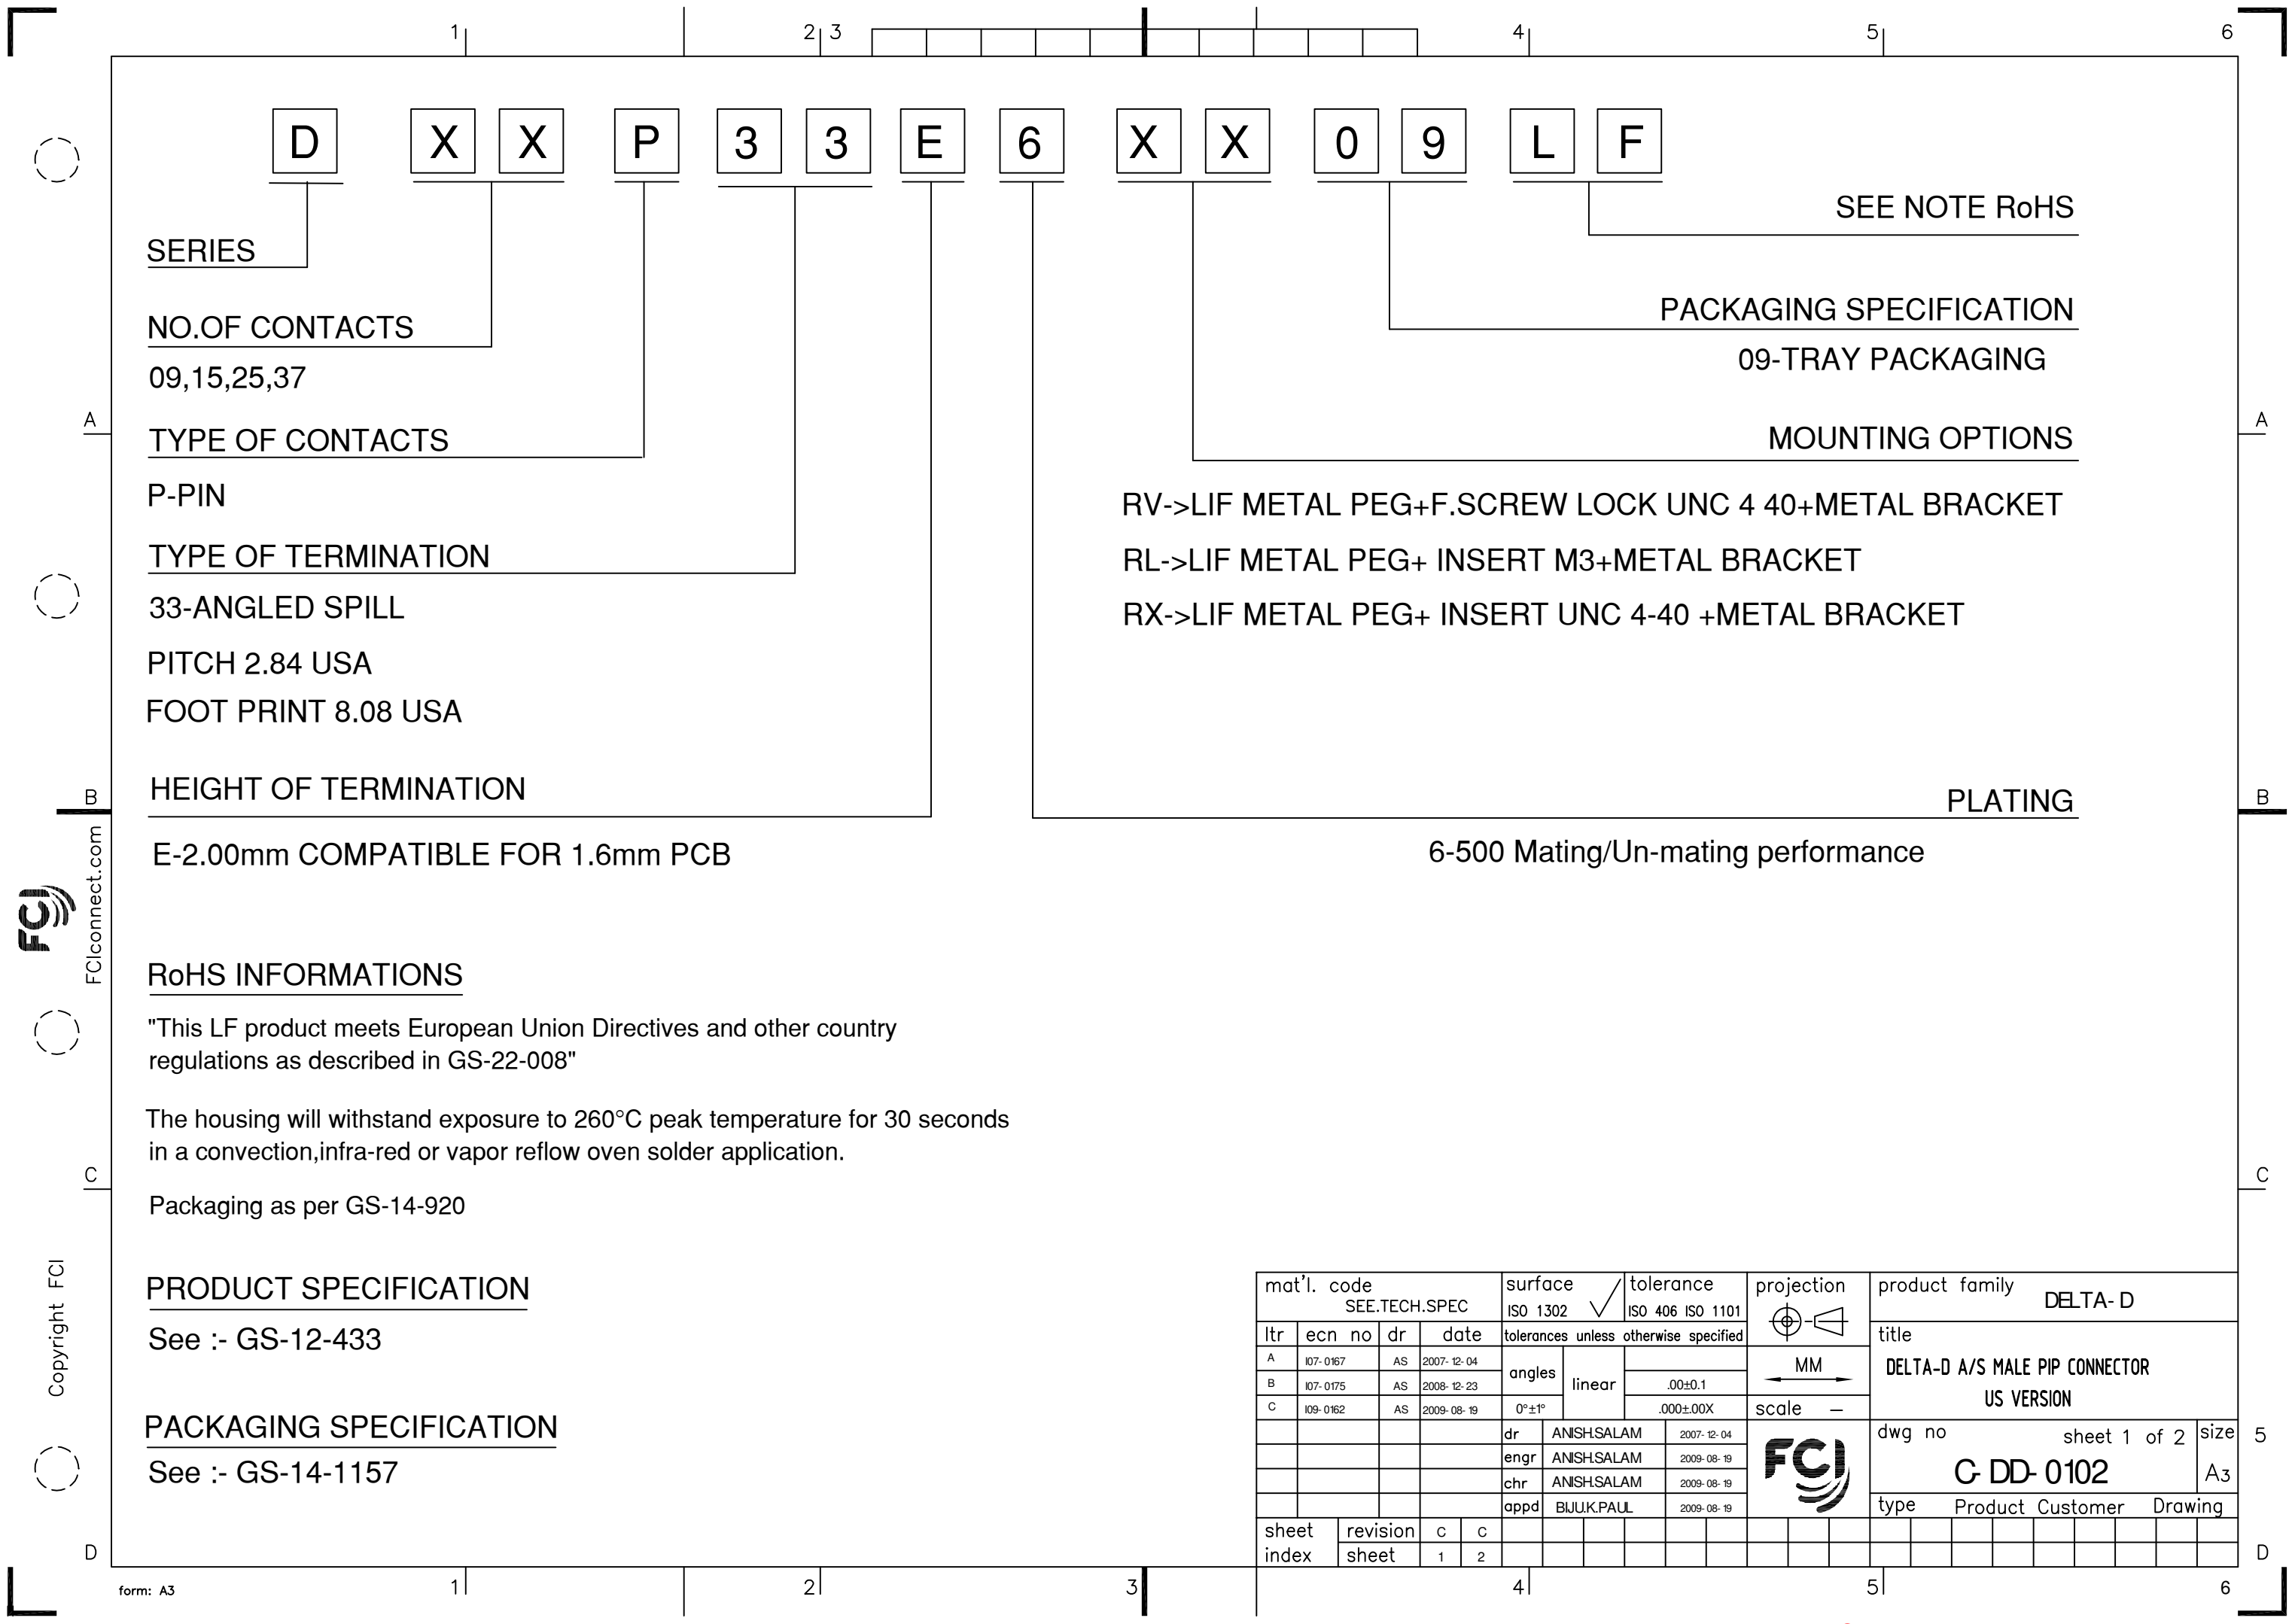 1 2 3 4 5 6
D X X P 3 3 E 6 X X 0 9 L F
SEE NOTE RoHS
SERIES
PACKAGING SPECIFICATION
NO.OF CONTACTS
09-TRAY PACKAGING
09,15,25,37
A A
TYPE OF CONTACTS
MOUNTING OPTIONS
P-PIN
RV->LIF METAL PEG+F.SCREW LOCK UNC 4 40+METAL BRACKET
TYPE OF TERMINATION
RL->LIF METAL PEG+ INSERT M3+METAL BRACKET
33-ANGLED SPILL
RX->LIF METAL PEG+ INSERT UNC 4-40 +METAL BRACKET
PITCH 2.84 USA
FOOT PRINT 8.08 USA
HEIGHT OF TERMINATION
PLATING
B B
E-2.00mm COMPATIBLE FOR 1.6mm PCB
6-500 Mating/Un-mating performance
FCI
FCIconnect.com
RoHS INFORMATIONS
"This LF product meets European Union Directives and other country
regulations as described in GS-22-008"
The housing will withstand exposure to 260°C peak temperature for 30 seconds
in a convection,infra-red or vapor reflow oven solder application.
C C
Packaging as per GS-14-920
Copyright FCI
PRODUCT SPECIFICATION
See :- GS-12-433
PACKAGING SPECIFICATION
See :- GS-14-1157
mat'l. code
SEE.TECH.SPEC
surface
ISO 1302
tolerance
ISO 406 ISO 1101
projection
product family
DELTA-D
ltr ecn no dr date
A I07-0167 AS 2007-12-04
B I07-0175 AS 2008-12-23
C I09-0162 AS 2009-08-19
tolerances unless otherwise specified
angles
0°±1°
linear
.00±0.1
.000±.00X
MM
scale —
title
DELTA-D A/S MALE PIP CONNECTOR
US VERSION
dr ANISH.SALAM 2007-12-04
engr ANISH.SALAM 2009-08-19
chr ANISH.SALAM 2009-08-19
appd BIJU.K.PAUL 2009-08-19
FCI
dwg no
sheet 1 of 2
C-DD-0102
size
A3
5
type Product Customer Drawing
sheet index
revision C C
sheet 1 2
D D
form: A3
1 2 3 4 5 6